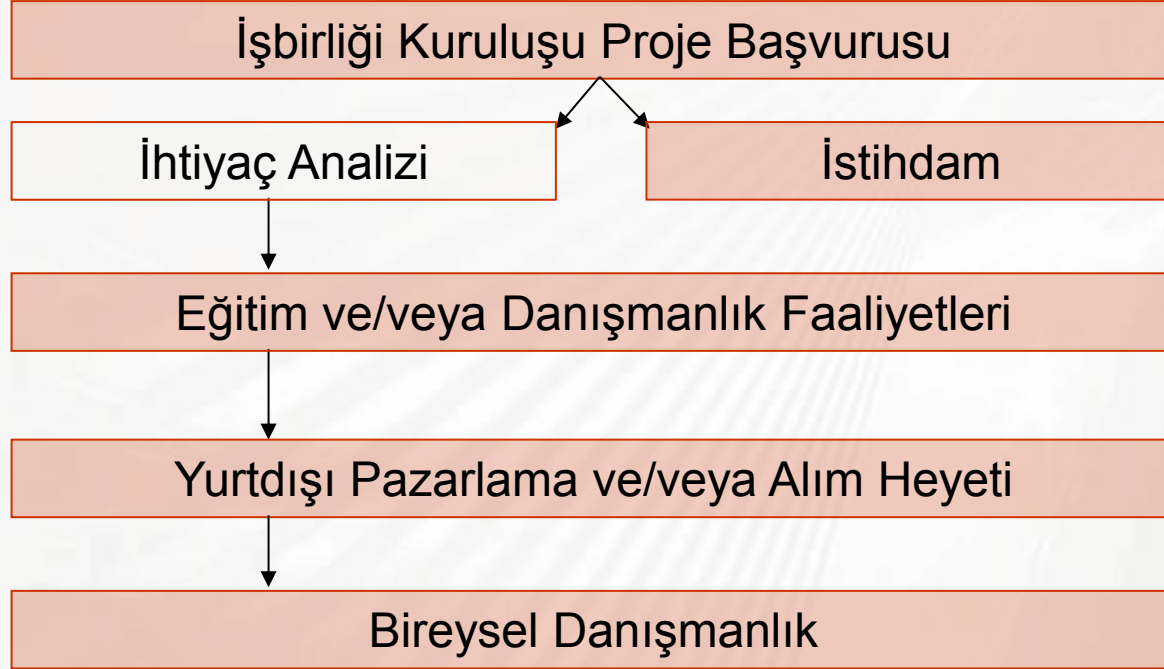 İşbirliği Kuruluşu Proje Başvurusu
İhtiyaç Analizi
İstihdam
Eğitim ve/veya Danışmanlık Faaliyetleri
Yurtdışı Pazarlama ve/veya Alım Heyeti
Bireysel Danışmanlık